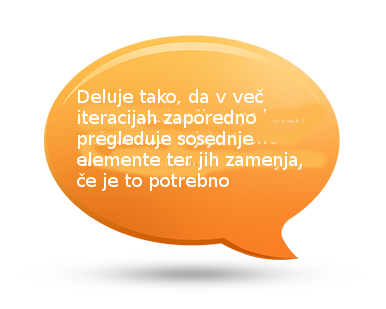 Deluje tako, da v več
iteracijah zaporedno
pregleduje sosednje
elemente ter jih zamenja,
če je to potrebno